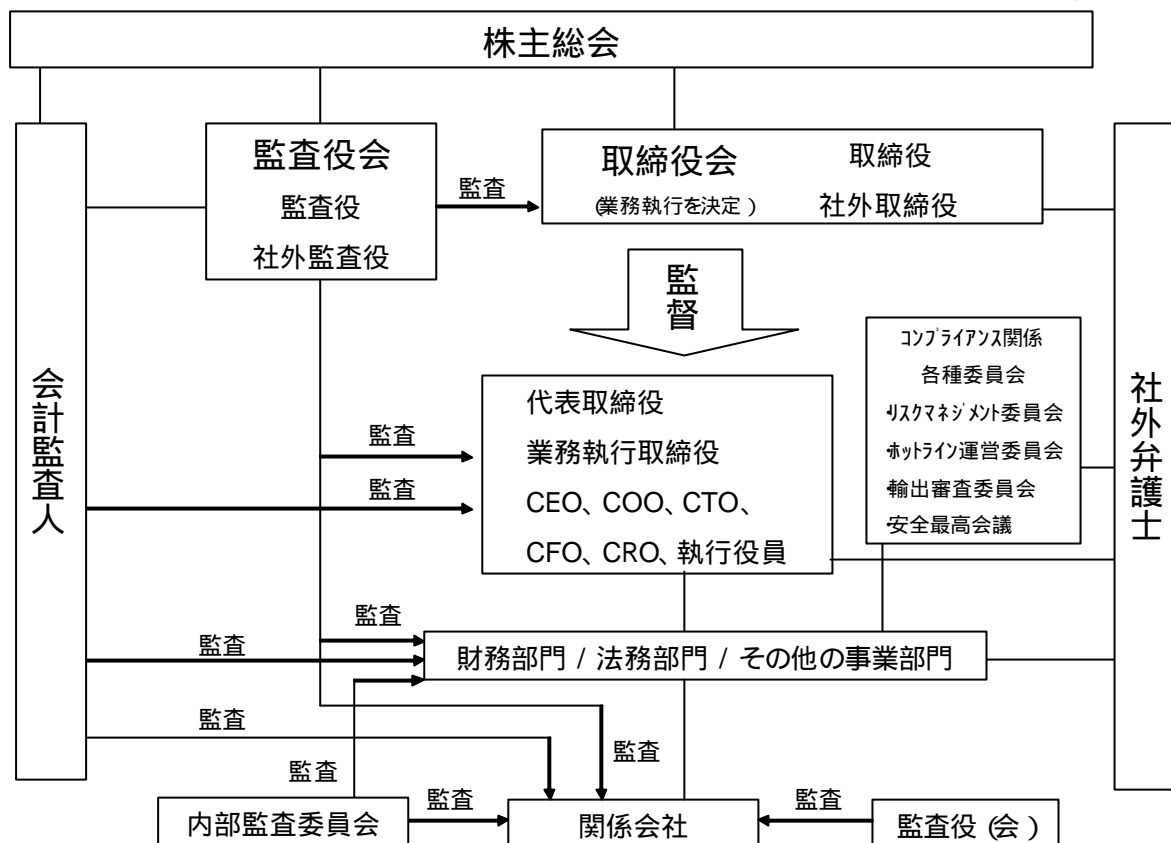 株主総会
監査役会
監査役
社外監査役
監査
取締役会
(業務執行を決定)
取締役
社外取締役
監督
会計監査人
社外弁護士
コンプライアンス関係
各種委員会
・リスクマネジメント委員会
・ホットライン運営委員会
・輸出審査委員会
・安全最高会議
代表取締役
業務執行取締役
CEO、COO、CTO、
CFO、CRO、執行役員
監査
監査
監査
監査
財務部門 / 法務部門 / その他の事業部門
監査
監査
監査
内部監査委員会
監査
関係会社
監査
監査役(会)